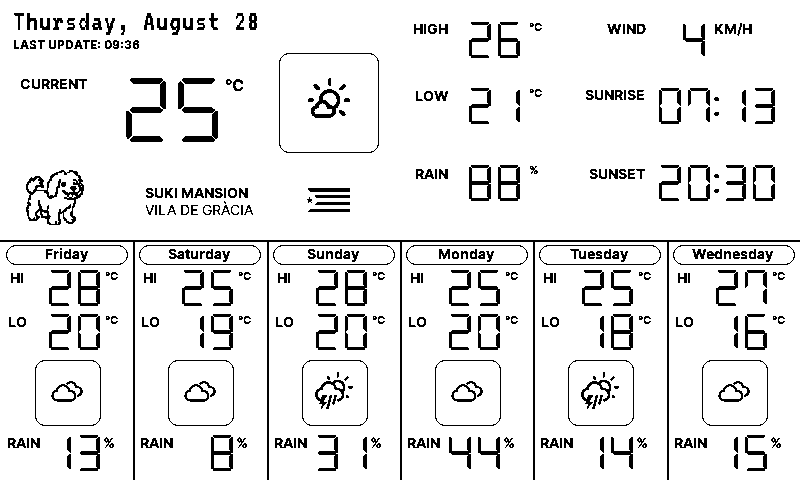 Thursday, August 28
LAST UPDATE: 09:36
CURRENT 25 °C
HIGH 26 °C
LOW 21 °C
RAIN 88 %
WIND 4 KM/H
SUNRISE 07:13
SUNSET 20:30
SUKI MANSION
VILA DE GRÀCIA
Friday
HI 28 °C
LO 20 °C
RAIN 13 %
Saturday
HI 25 °C
LO 19 °C
RAIN 8 %
Sunday
HI 28 °C
LO 20 °C
RAIN 31 %
Monday
HI 25 °C
LO 20 °C
RAIN 44 %
Tuesday
HI 25 °C
LO 18 °C
RAIN 14 %
Wednesday
HI 27 °C
LO 16 °C
RAIN 15 %